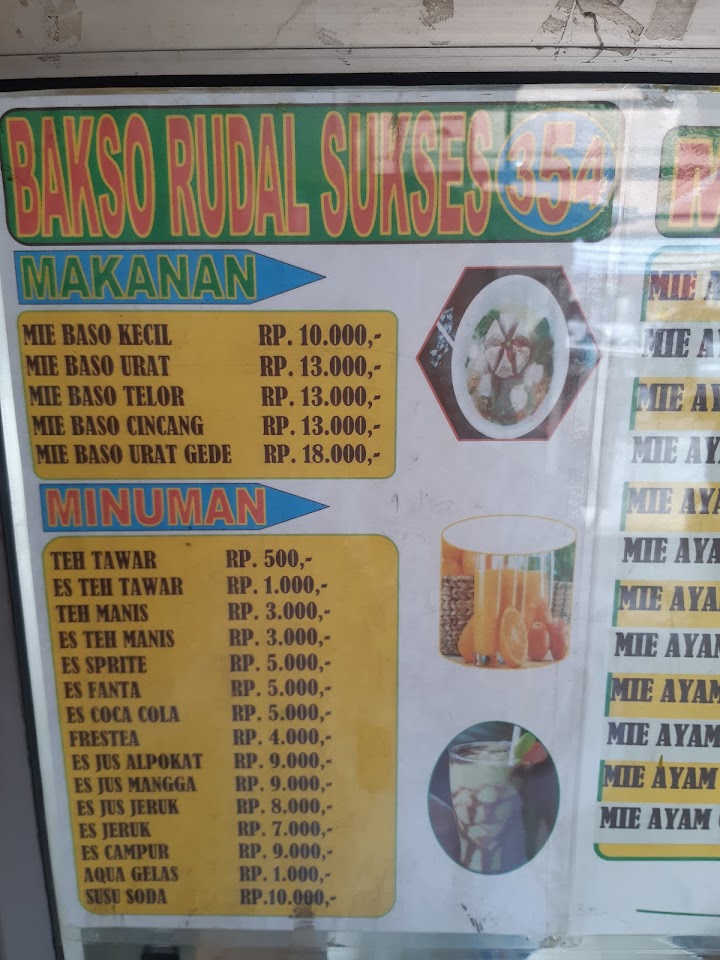 BAKSO RUDAL SUKSES 354
MAKANAN
MIE BASO KECIL RP. 10.000,-
MIE BASO URAT RP. 13.000,-
MIE BASO TELOR RP. 13.000,-
MIE BASO CINCANG RP. 13.000,-
MIE BASO URAT GEDE RP. 18.000,-
MINUMAN
TEH TAWAR RP. 500,-
ES TEH TAWAR RP. 1.000,-
TEH MANIS RP. 3.000,-
ES TEH MANIS RP. 3.000,-
ES SPRITE RP. 5.000,-
ES FANTA RP. 5.000,-
ES COCA COLA RP. 5.000,-
FRESTEA RP. 4.000,-
ES JUS ALPOKAT RP. 9.000,-
ES JUS MANGGA RP. 9.000,-
ES JUS JERUK RP. 8.000,-
ES JERUK RP. 7.000,-
ES CAMPUR RP. 9.000,-
AQUA GELAS RP. 1.000,-
SUSU SODA RP.10.000,-
MIE
MIE
MIE
MIE
MIE
MIE
MIE
MIE AYAM
MIE AYAM
MIE AYAM
MIE AYAM
MIE AYAM